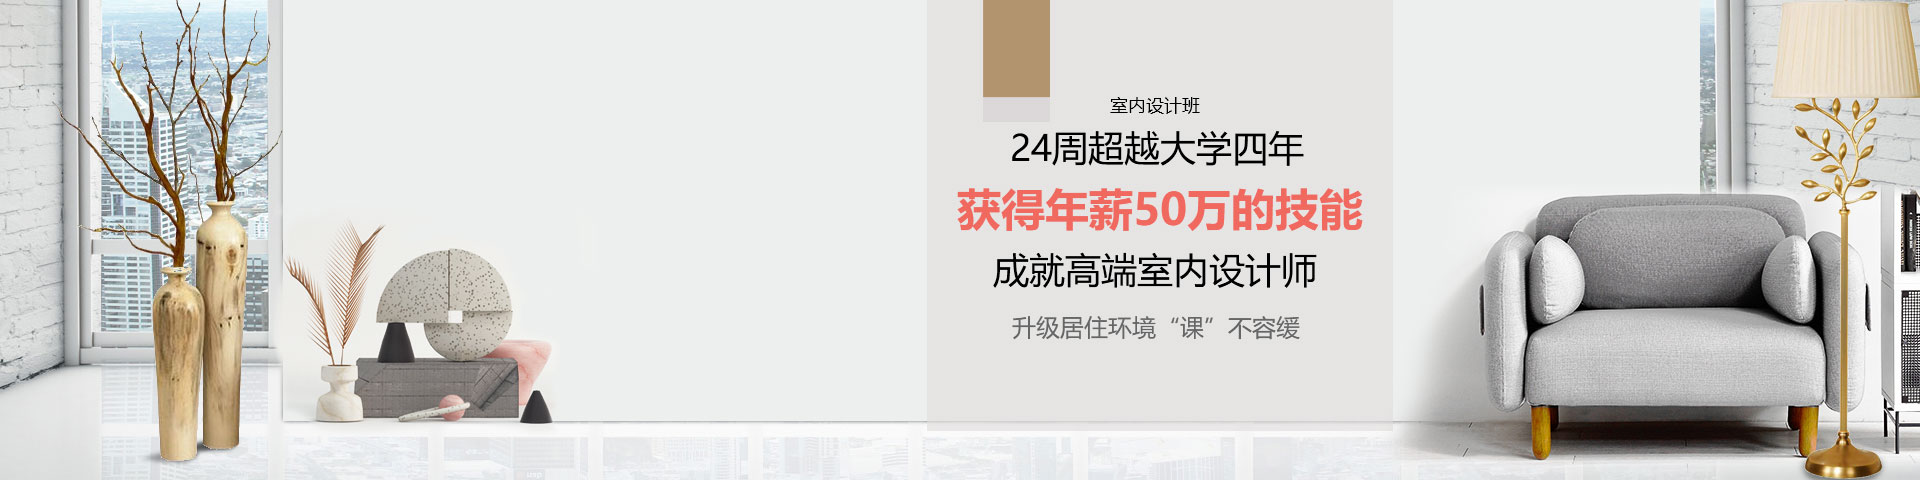 室内设计班
24周超越大学四年
获得年薪50万的技能
成就高端室内设计师
升级居住环境“课”不容缓